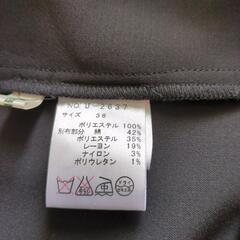 NO. U-2637
サイズ 36
ポリエステル 100%
別布部分 綿 42%
ポリエステル 35%
レーヨン 19%
ナイロン 3%
ポリウレタン 1%